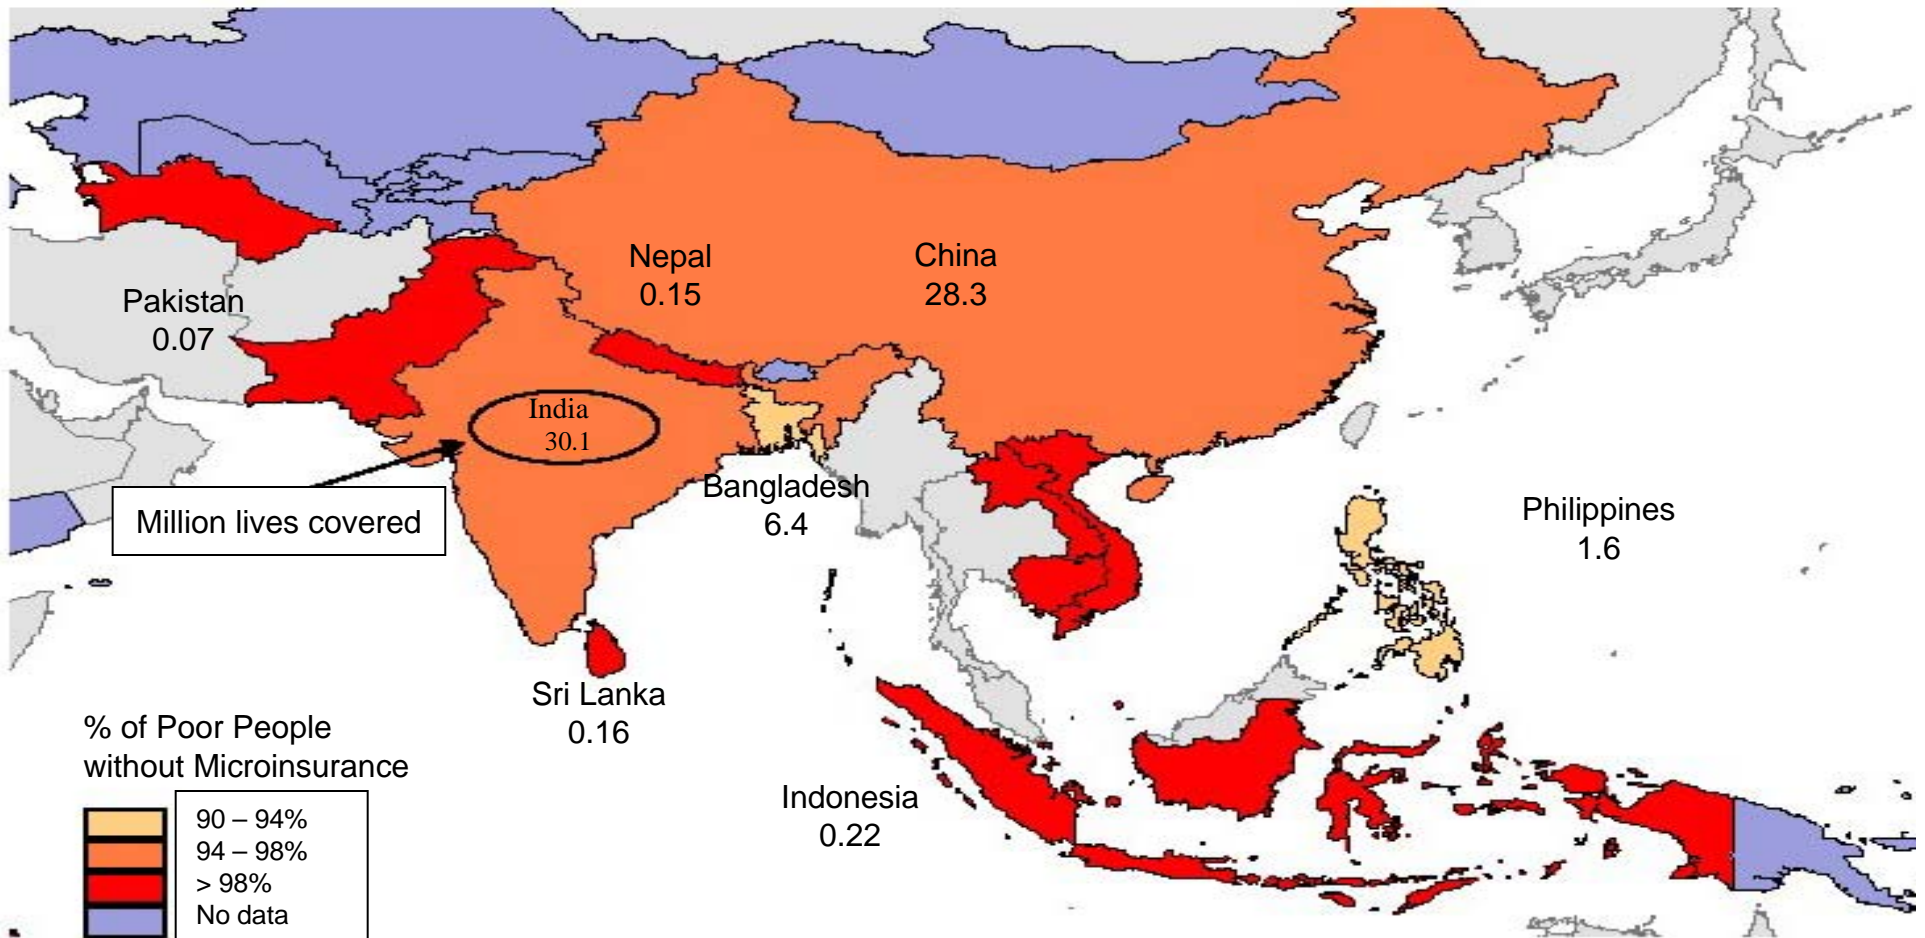 Nepal
0.15
China
28.3
Pakistan
0.07
India
30.1
Bangladesh
6.4
Million lives covered
Philippines
1.6
Sri Lanka
0.16
Indonesia
0.22
% of Poor People
without Microinsurance
90 – 94%
94 – 98%
> 98%
No data